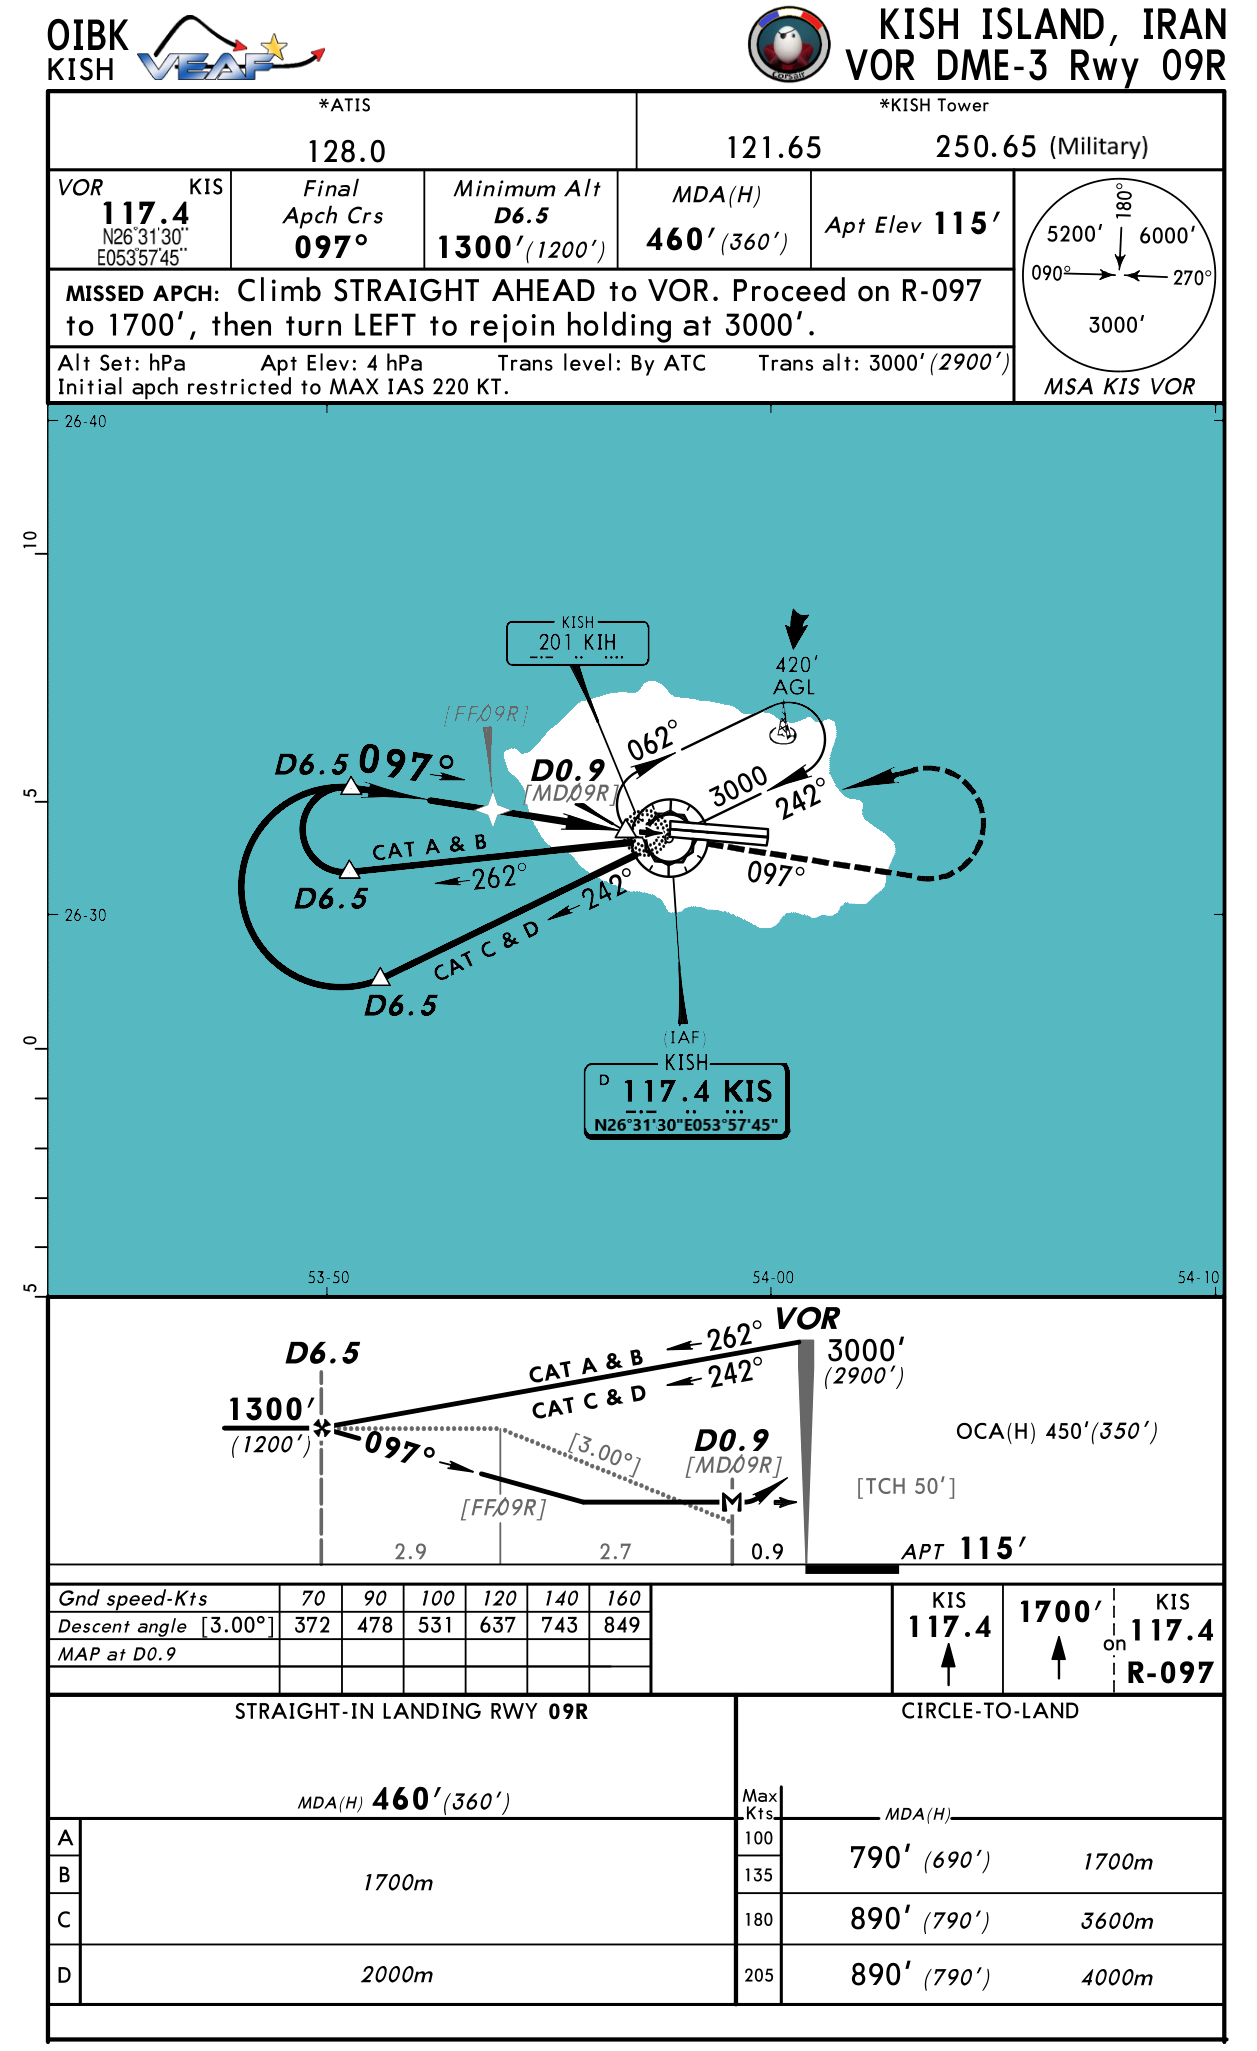 OIBK
KISH
VEAF
Corsair
KISH ISLAND, IRAN
VOR DME-3 Rwy 09R
*ATIS
128.0
*KISH Tower
121.65 250.65 (Military)
VOR KIS
117.4
N26°31'30''
E053°57'45''
Final
Apch Crs
097°
Minimum Alt
D6.5
1300' (1200')
MDA(H)
460' (360')
Apt Elev 115'
MISSED APCH: Climb STRAIGHT AHEAD to VOR. Proceed on R-097
to 1700', then turn LEFT to rejoin holding at 3000'.
Alt Set: hPa Apt Elev: 4 hPa Trans level: By ATC Trans alt: 3000' (2900')
Initial apch restricted to MAX IAS 220 KT.
180°
5200' 6000'
090° 270°
3000'
MSA KIS VOR
26-40
10
KISH
201 KIH
420'
AGL
[FF09R]
062°
D6.5 097°
D0.9
[MD09R]
3000
242°
5
CAT A & B
262°
D6.5
097°
242°
26-30
CAT C & D
D6.5
0
(IAF)
KISH
D 117.4 KIS
N26°31'30"E053°57'45"
5
53-50 54-00 54-10
VOR
D6.5
262°
CAT A & B
3000'
(2900')
242°
CAT C & D
1300'
(1200')
097°
[3.00°]
D0.9
[MD09R]
OCA(H) 450' (350')
M
[TCH 50']
[FF09R]
2.9 2.7 0.9
APT 115'
Gnd speed-Kts 70 90 100 120 140 160
Descent angle [3.00°] 372 478 531 637 743 849
MAP at D0.9
KIS
117.4
1700'
on
KIS
117.4
R-097
STRAIGHT-IN LANDING RWY 09R
CIRCLE-TO-LAND
MDA(H) 460' (360')
Max
Kts
MDA(H)
A
B
1700m
C
D
2000m
100
135
790' (690') 1700m
180 890' (790') 3600m
205 890' (790') 4000m